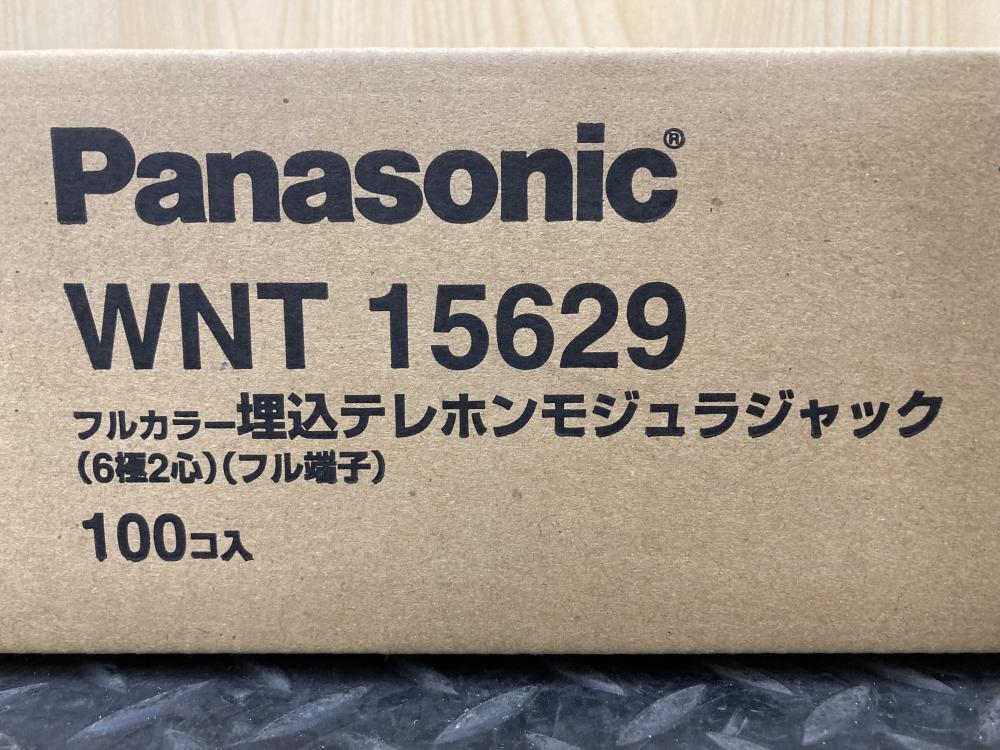 Panasonic®
WNT 15629
フルカラー埋込テレホンモジュラジャック
(6極2心)(フル端子)
100コ入